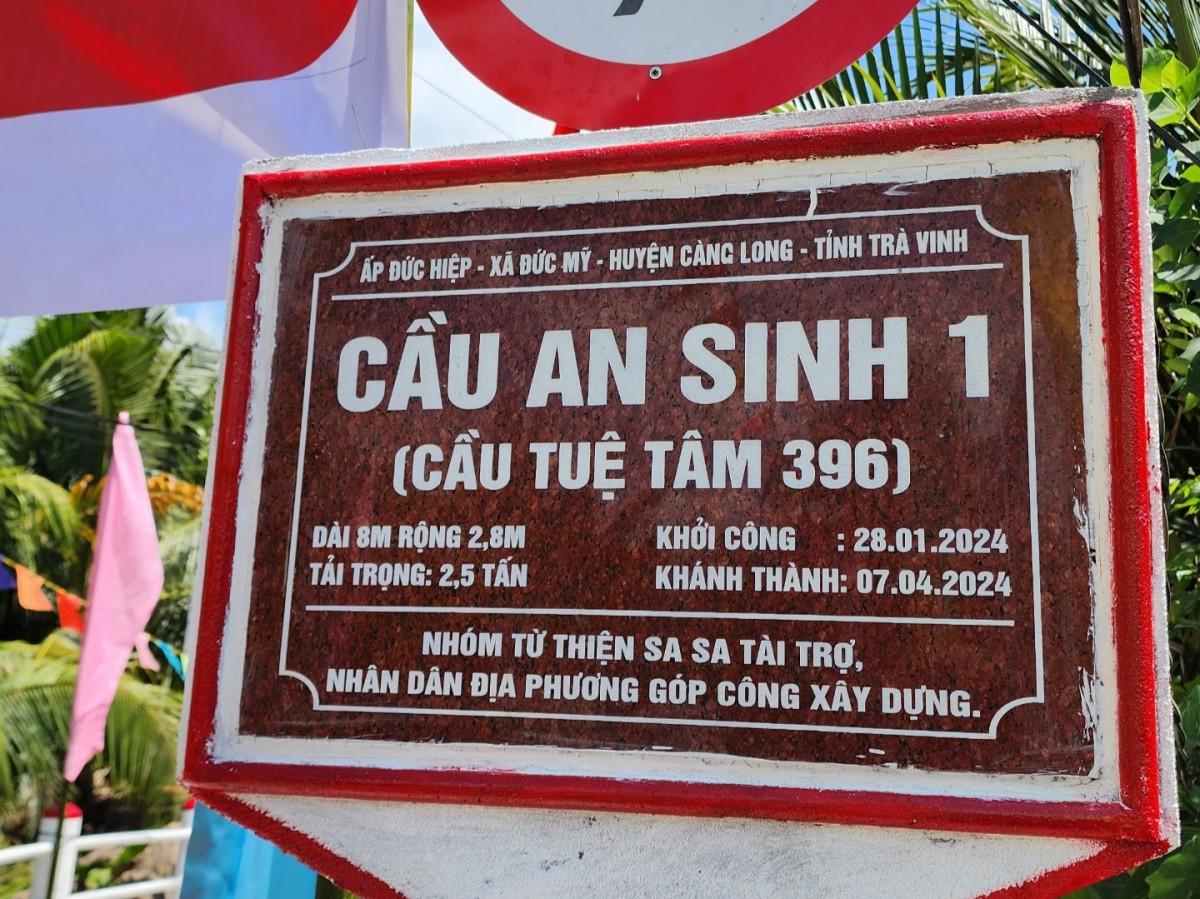 ẤP ĐỨC HIỆP - XÃ ĐỨC MỸ - HUYỆN CÀNG LONG - TỈNH TRÀ VINH
CẦU AN SINH 1
(CẦU TUỆ TÂM 396)
DÀI 8M RỘNG 2,8M
TẢI TRỌNG: 2,5 TẤN
KHỞI CÔNG : 28.01.2024
KHÁNH THÀNH: 07.04.2024
NHÓM TỪ THIỆN SA SA TÀI TRỢ,
NHÂN DÂN ĐỊA PHƯƠNG GÓP CÔNG XÂY DỰNG.